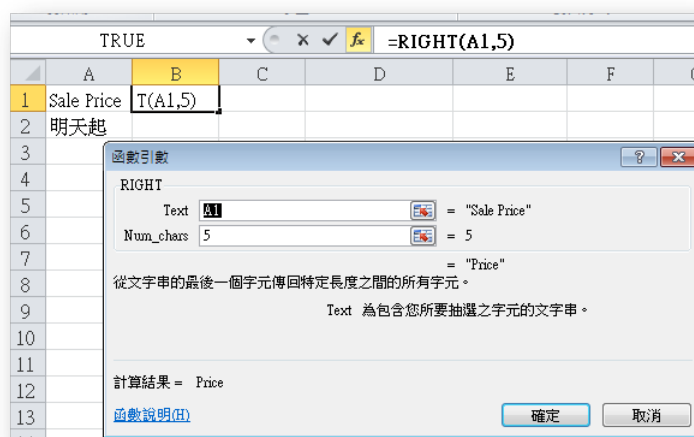 TRUE =RIGHT(A1,5)
A B C D E F
1 Sale Price T(A1,5)
2 明天起
3
函數引數
4
RIGHT
5
Text A1 = "Sale Price"
6
Num_chars 5 = 5
7
= "Price"
8
從文字串的最後一個字元傳回特定長度之間的所有字元。
9
Text 為包含您所要抽選之字元的文字串。
10
11
12
計算結果 = Price
13
函數說明(H) 確定 取消